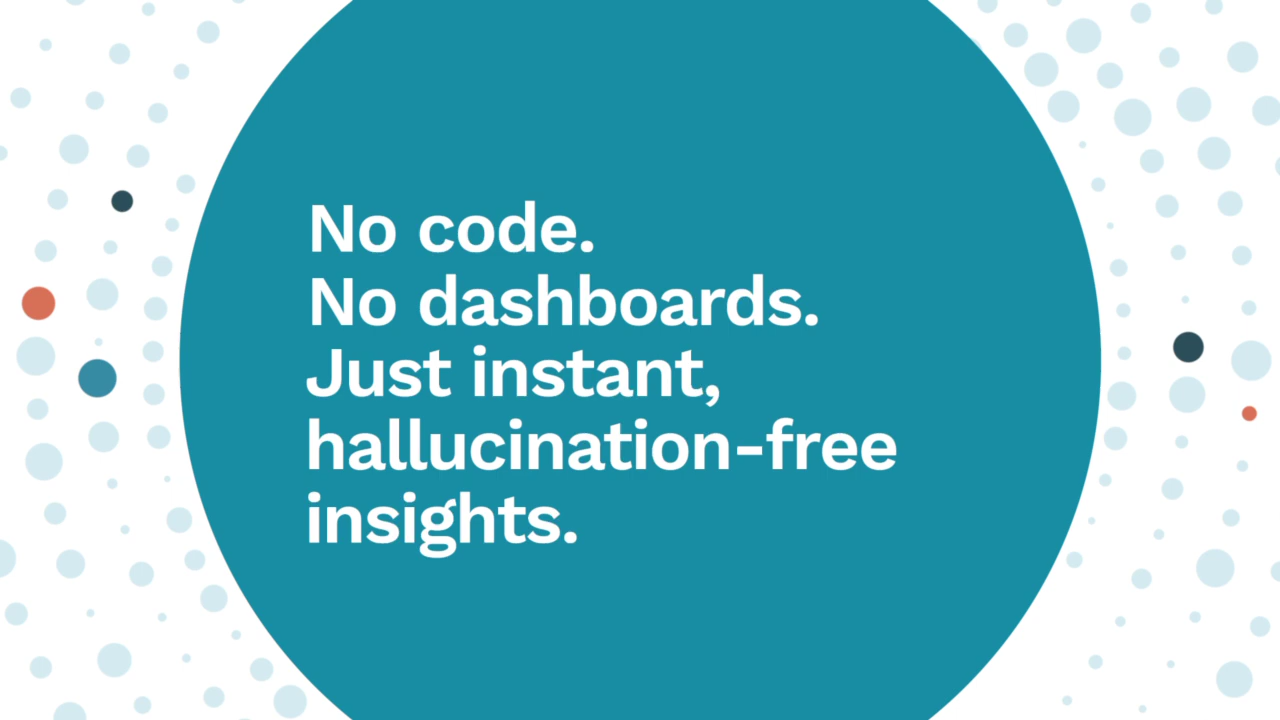 No code.
No dashboards.
Just instant,
hallucination-free
insights.